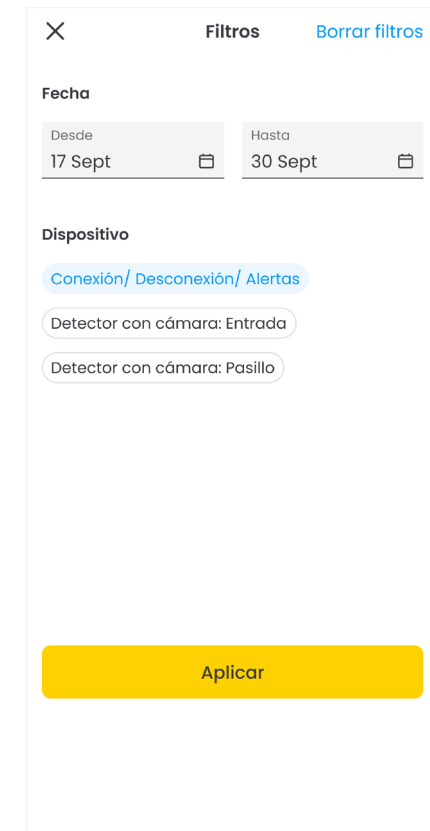 Filtros
Borrar filtros
Fecha
Desde
17 Sept
Hasta
30 Sept
Dispositivo
Conexión/ Desconexión/ Alertas
Detector con cámara: Entrada
Detector con cámara: Pasillo
Aplicar